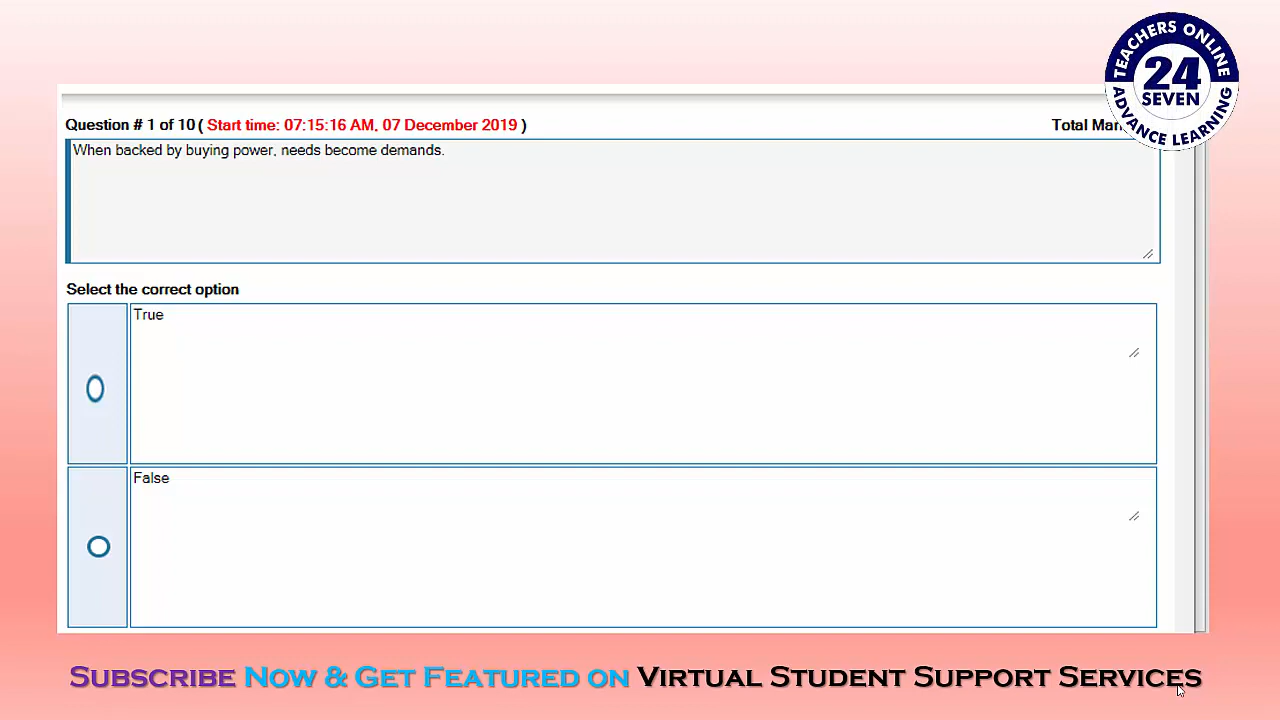 TEACHERS ONLINE
24
SEVEN
ADVANCE LEARNING
Question # 1 of 10 ( Start time: 07:15:16 AM, 07 December 2019 )
Total
When backed by buying power, needs become demands.
Select the correct option
True
False
Subscribe Now & Get Featured on Virtual Student Support Services